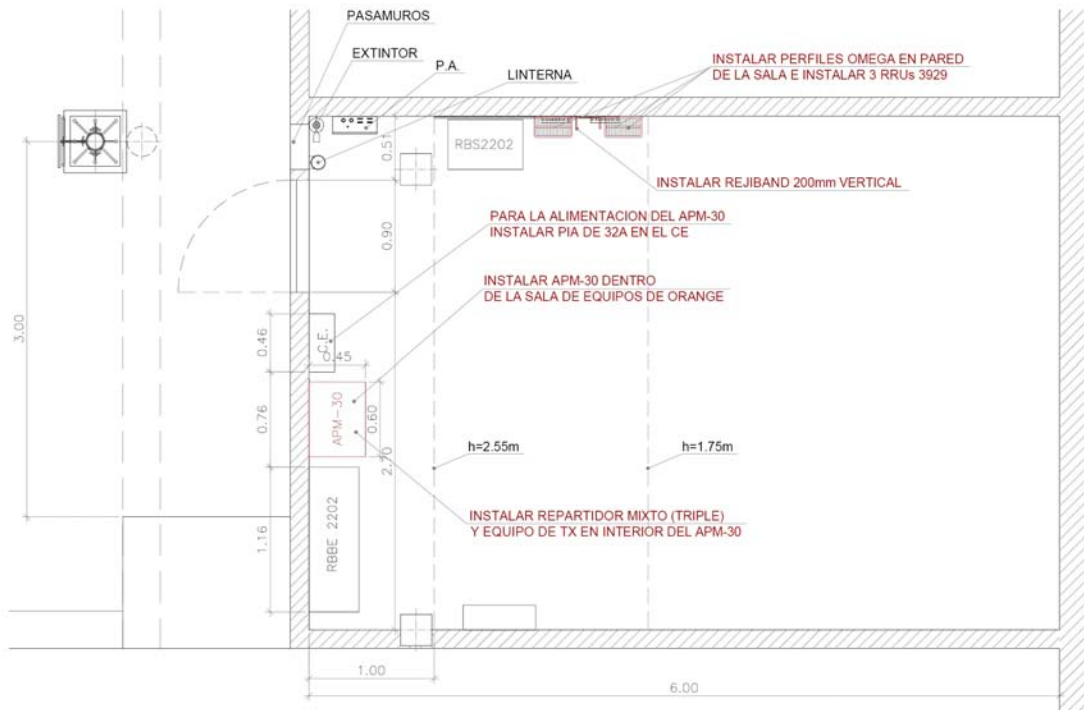 PASAMUROS
EXTINTOR
P.A.
LINTERNA
INSTALAR PERFILES OMEGA EN PARED
DE LA SALA E INSTALAR 3 RRUs 3929
RBS2202
0.51
INSTALAR REJIBAND 200mm VERTICAL
PARA LA ALIMENTACION DEL APM-30
INSTALAR PIA DE 32A EN EL CE
0.90
INSTALAR APM-30 DENTRO
DE LA SALA DE EQUIPOS DE ORANGE
3.00
0.46
C.E.
0.45
0.76
APM-30
0.60
2.70
h=2.55m
h=1.75m
INSTALAR REPARTIDOR MIXTO (TRIPLE)
Y EQUIPO DE TX EN INTERIOR DEL APM-30
1.16
RBBE 2202
1.00
6.00